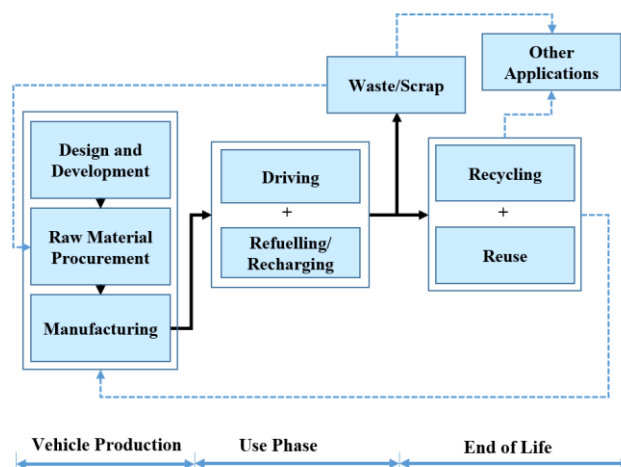 Other
Applications
Waste/Scrap
Design and
Development
Driving
Recycling
+
+
Raw Material
Procurement
Refuelling/
Recharging
Reuse
Manufacturing
Vehicle Production
Use Phase
End of Life